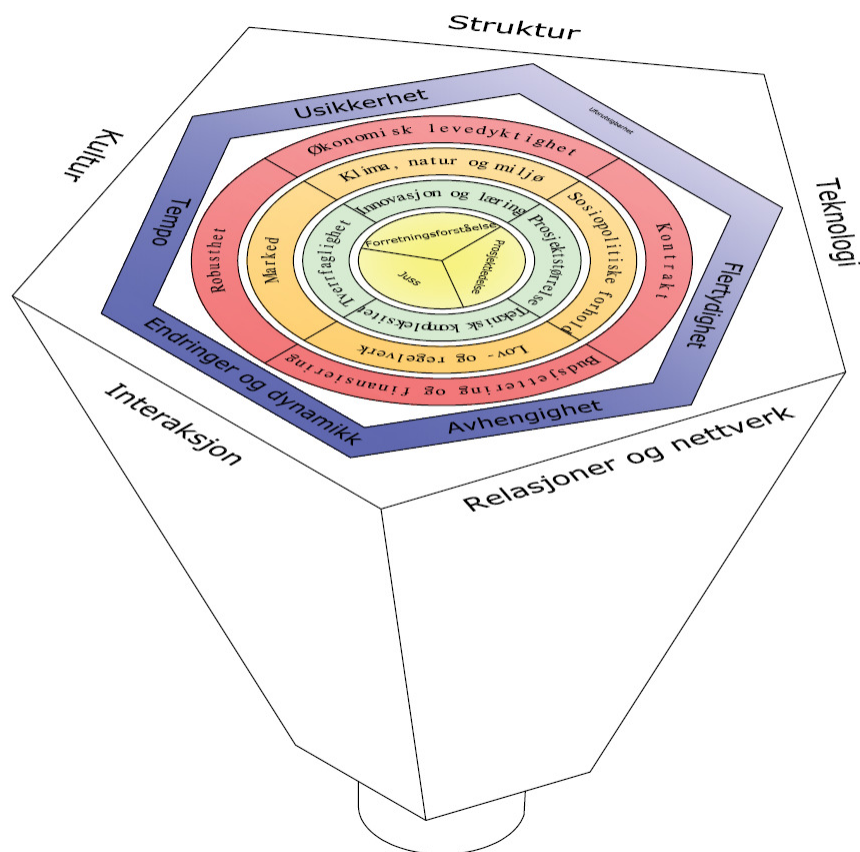 Struktur
Kultur
Teknologi
Interaksjon
Relasjoner og nettverk
Usikkerhet
Uforutsigbarhet
Tempo
Flertydighet
Endringer og dynamikk
Avhengighet
Økonomisk levedyktighet
Robusthet
Kontrakt
Budsjettering og finansiering
Klima, natur og miljø
Marked
Sosiopolitiske forhold
Lov- og regelverk
Innovasjon og læring
Tverrfaglighet
Prosjektstørrelse
Teknisk kompleksitet
Forretningsforståelse
Prosjektledelse
Juss